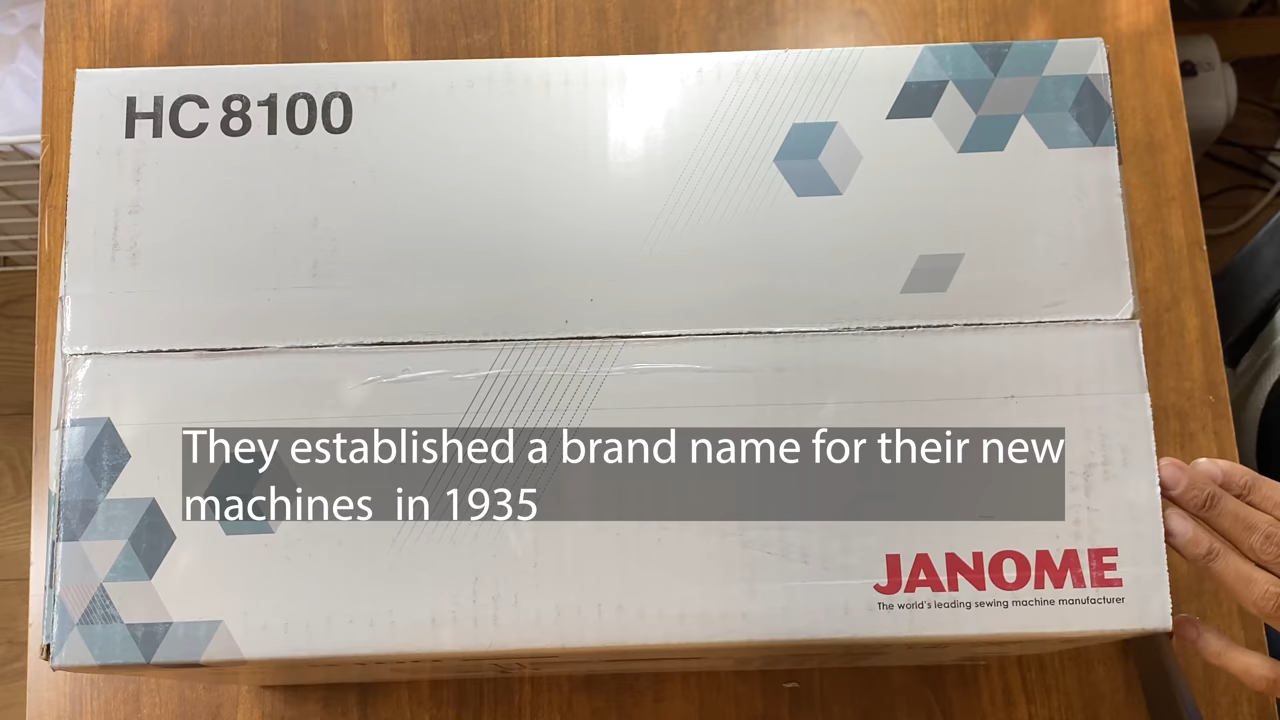 HC 8100
They established a brand name for their new
machines  in 1935
JANOME
The world's leading sewing machine manufacturer